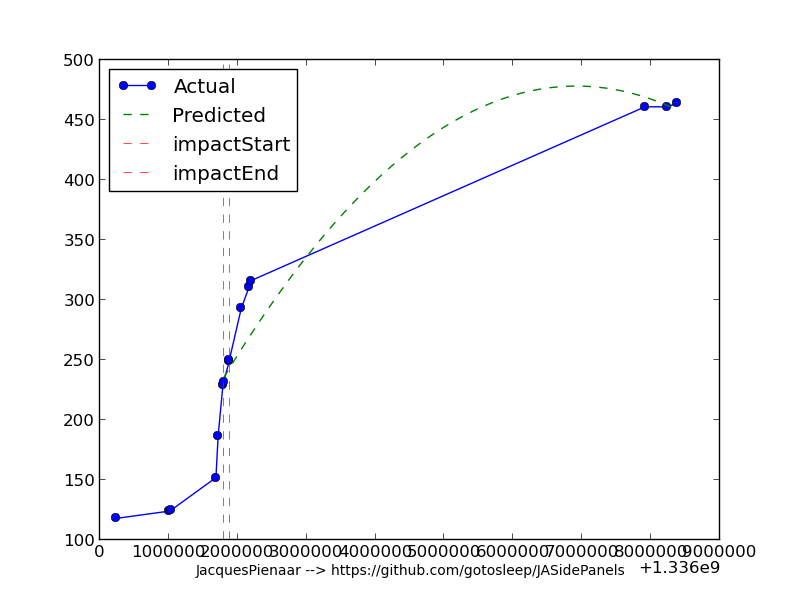 500
450
400
350
300
250
200
150
100
Actual
Predicted
impactStart
impactEnd
0 1000000 2000000 3000000 4000000 5000000 6000000 7000000 8000000 9000000
JacquesPienaar --> https://github.com/gotosleep/JASidePanels +1.336e9